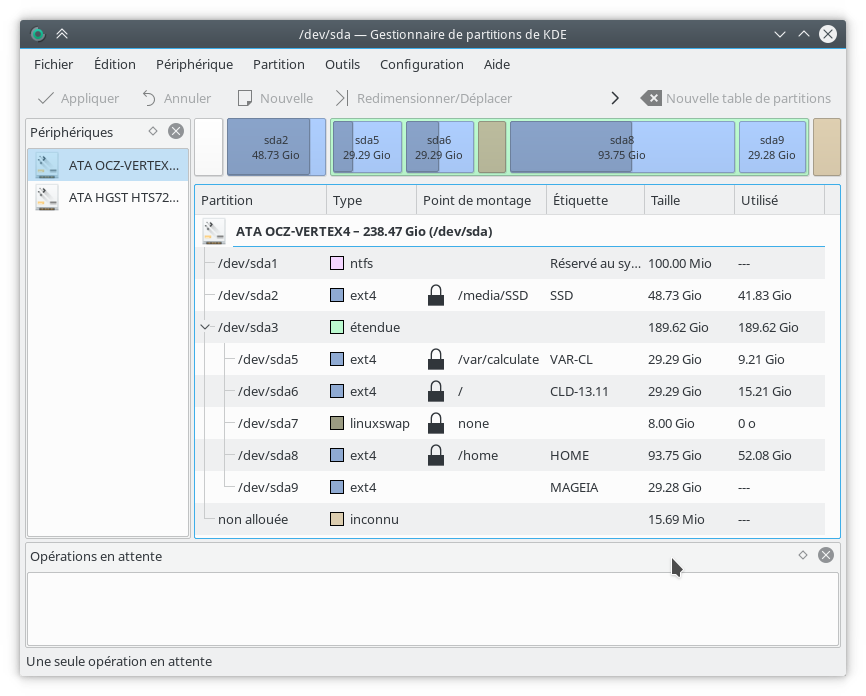 /dev/sda — Gestionnaire de partitions de KDE
Fichier Édition Périphérique Partition Outils Configuration Aide
Appliquer Annuler Nouvelle Redimensionner/Déplacer Nouvelle table de partitions
Périphériques
ATA OCZ-VERTEX...
ATA HGST HTS72...
sda2 sda5 sda6 sda8 sda9
48.73 Gio 29.29 Gio 29.29 Gio 93.75 Gio 29.28 Gio
Partition Type Point de montage Étiquette Taille Utilisé
ATA OCZ-VERTEX4 – 238.47 Gio (/dev/sda)
/dev/sda1 ntfs Réservé au sy... 100.00 Mio ---
/dev/sda2 ext4 /media/SSD SSD 48.73 Gio 41.83 Gio
/dev/sda3 étendue 189.62 Gio 189.62 Gio
/dev/sda5 ext4 /var/calculate VAR-CL 29.29 Gio 9.21 Gio
/dev/sda6 ext4 / CLD-13.11 29.29 Gio 15.21 Gio
/dev/sda7 linuxswap none 8.00 Gio 0 o
/dev/sda8 ext4 /home HOME 93.75 Gio 52.08 Gio
/dev/sda9 ext4 MAGEIA 29.28 Gio ---
non allouée inconnu 15.69 Mio ---
Opérations en attente
Une seule opération en attente